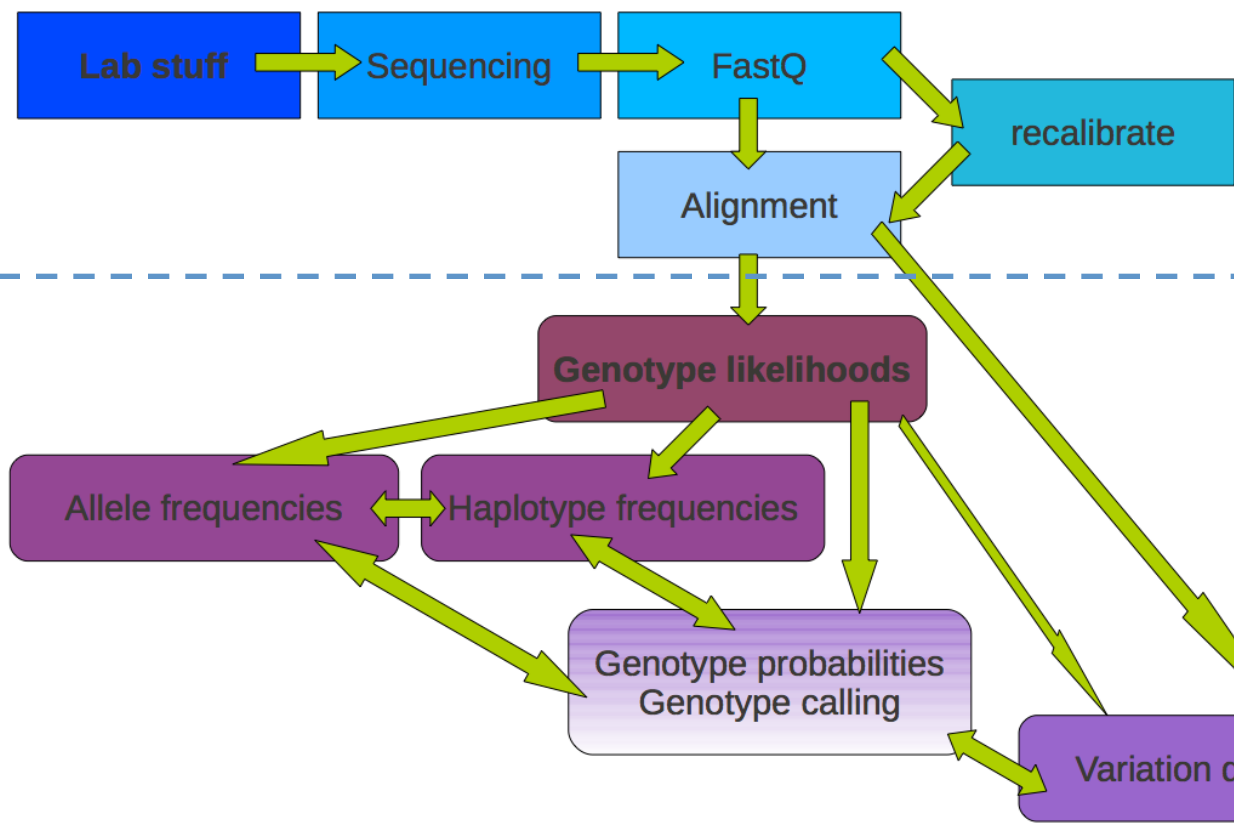 Lab stuff
Sequencing
FastQ
recalibrate
Alignment
Genotype likelihoods
Allele frequencies
Haplotype frequencies
Genotype probabilities
Genotype calling
Variation